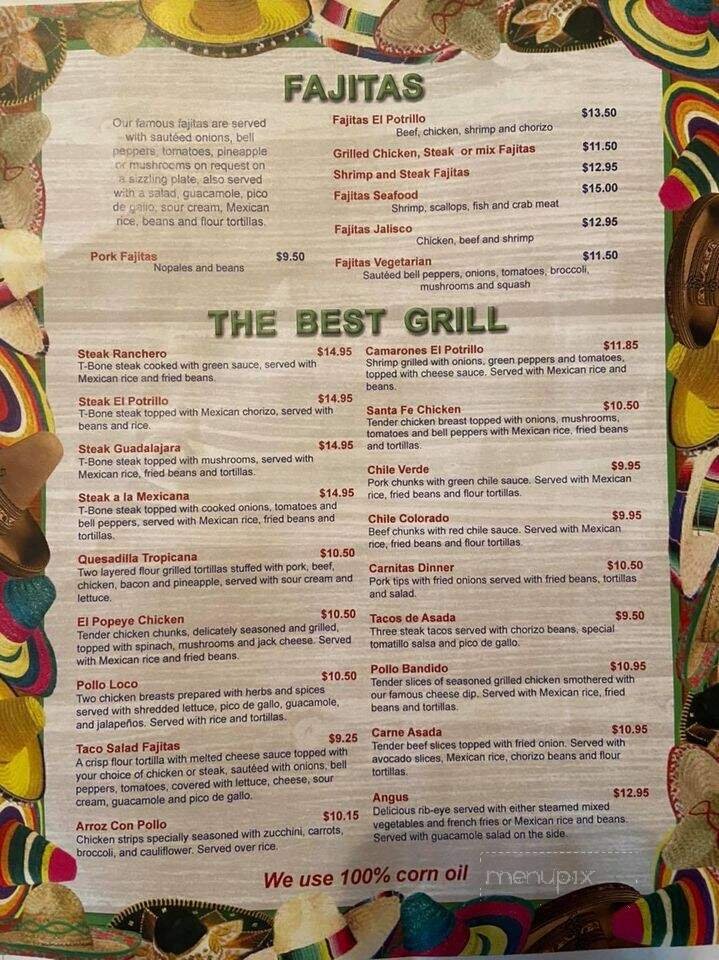 FAJITAS
Our famous fajitas are served
with sautéed onions, bell
peppers, tomatoes, pineapple
or mushrooms on request on
a sizzling plate, also served
with a salad, guacamole, pico
de gallo, sour cream, Mexican
rice, beans and flour tortillas.
Pork Fajitas $9.50
Nopales and beans
Fajitas El Potrillo $13.50
Beef, chicken, shrimp and chorizo
Grilled Chicken, Steak or mix Fajitas $11.50
Shrimp and Steak Fajitas $12.95
Fajitas Seafood $15.00
Shrimp, scallops, fish and crab meat
Fajitas Jalisco $12.95
Chicken, beef and shrimp
Fajitas Vegetarian $11.50
Sautéed bell peppers, onions, tomatoes, broccoli,
mushrooms and squash
THE BEST GRILL
Steak Ranchero $14.95
T-Bone steak cooked with green sauce, served with
Mexican rice and fried beans.
Steak El Potrillo $14.95
T-Bone steak topped with Mexican chorizo, served with
beans and rice.
Steak Guadalajara $14.95
T-Bone steak topped with mushrooms, served with
Mexican rice, fried beans and tortillas.
Steak a la Mexicana $14.95
T-Bone steak topped with cooked onions, tomatoes and
bell peppers, served with Mexican rice, fried beans and
tortillas.
Quesadilla Tropicana $10.50
Two layered flour grilled tortillas stuffed with pork, beef,
chicken, bacon and pineapple, served with sour cream and
lettuce.
El Popeye Chicken $10.50
Tender chicken chunks, delicately seasoned and grilled,
topped with spinach, mushrooms and jack cheese. Served
with Mexican rice and fried beans.
Pollo Loco $10.50
Two chicken breasts prepared with herbs and spices
served with shredded lettuce, pico de gallo, guacamole,
and jalapeños. Served with rice and tortillas.
Taco Salad Fajitas $9.25
A crisp flour tortilla with melted cheese sauce topped with
your choice of chicken or steak, sautéed with onions, bell
peppers, tomatoes, covered with lettuce, cheese, sour
cream, guacamole and pico de gallo.
Arroz Con Pollo $10.15
Chicken strips specially seasoned with zucchini, carrots,
broccoli, and cauliflower. Served over rice.
Camarones El Potrillo $11.85
Shrimp grilled with onions, green peppers and tomatoes,
topped with cheese sauce. Served with Mexican rice and
beans.
Santa Fe Chicken $10.50
Tender chicken breast topped with onions, mushrooms,
tomatoes and bell peppers with Mexican rice, fried beans
and tortillas.
Chile Verde $9.95
Pork chunks with green chile sauce. Served with Mexican
rice, fried beans and flour tortillas.
Chile Colorado $9.95
Beef chunks with red chile sauce. Served with Mexican
rice, fried beans and flour tortillas.
Carnitas Dinner $10.50
Pork tips with fried onions served with fried beans, tortillas
and salad.
Tacos de Asada $9.50
Three steak tacos served with chorizo beans, special
tomatillo salsa and pico de gallo.
Pollo Bandido $10.95
Tender slices of seasoned grilled chicken smothered with
our famous cheese dip. Served with Mexican rice, fried
beans and tortillas.
Carne Asada $10.95
Tender beef slices topped with fried onion. Served with
avocado slices, Mexican rice, chorizo beans and flour
tortillas.
Angus $12.95
Delicious rib-eye served with either steamed mixed
vegetables and french fries or Mexican rice and beans.
Served with guacamole salad on the side.
We use 100% corn oil
menupix